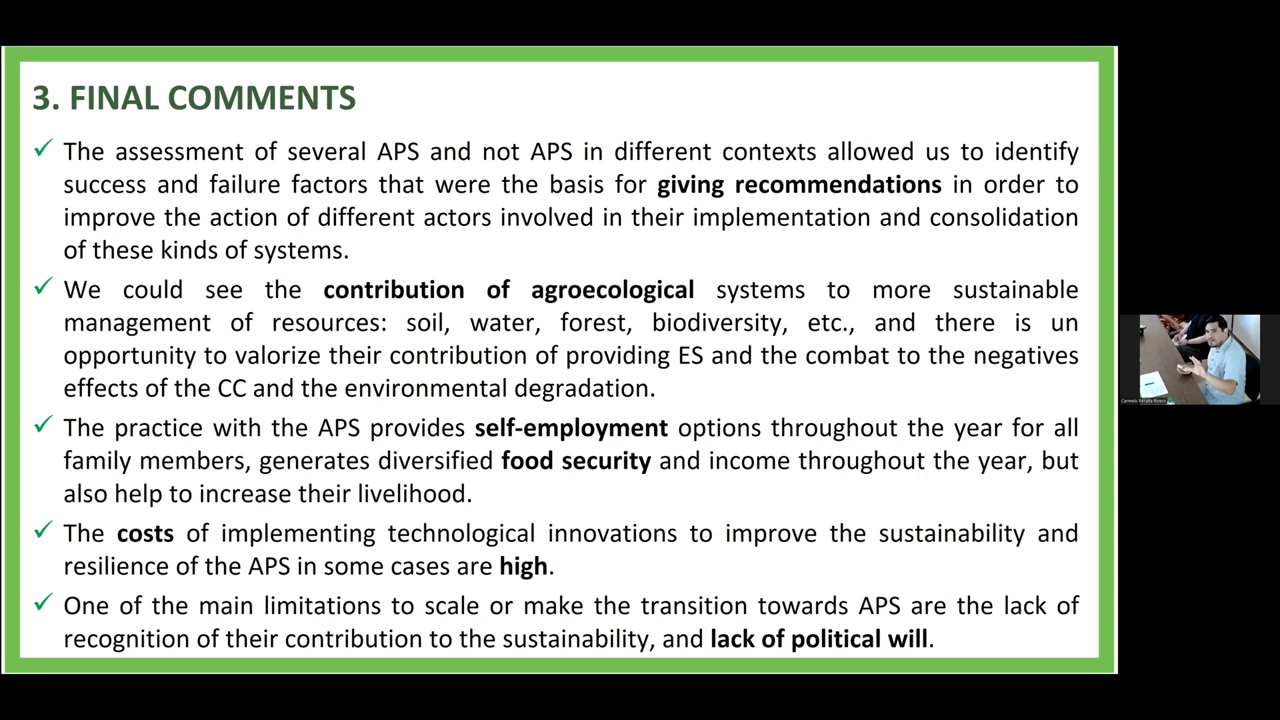 3. FINAL COMMENTS
✓ The assessment of several APS and not APS in different contexts allowed us to identify
success and failure factors that were the basis for giving recommendations in order to
improve the action of different actors involved in their implementation and consolidation
of these kinds of systems.
✓ We could see the contribution of agroecological systems to more sustainable
management of resources: soil, water, forest, biodiversity, etc., and there is un
opportunity to valorize their contribution of providing ES and the combat to the negatives
effects of the CC and the environmental degradation.
✓ The practice with the APS provides self-employment options throughout the year for all
family members, generates diversified food security and income throughout the year, but
also help to increase their livelihood.
✓ The costs of implementing technological innovations to improve the sustainability and
resilience of the APS in some cases are high.
✓ One of the main limitations to scale or make the transition towards APS are the lack of
recognition of their contribution to the sustainability, and lack of political will.
Carmelo Peralta Rivero